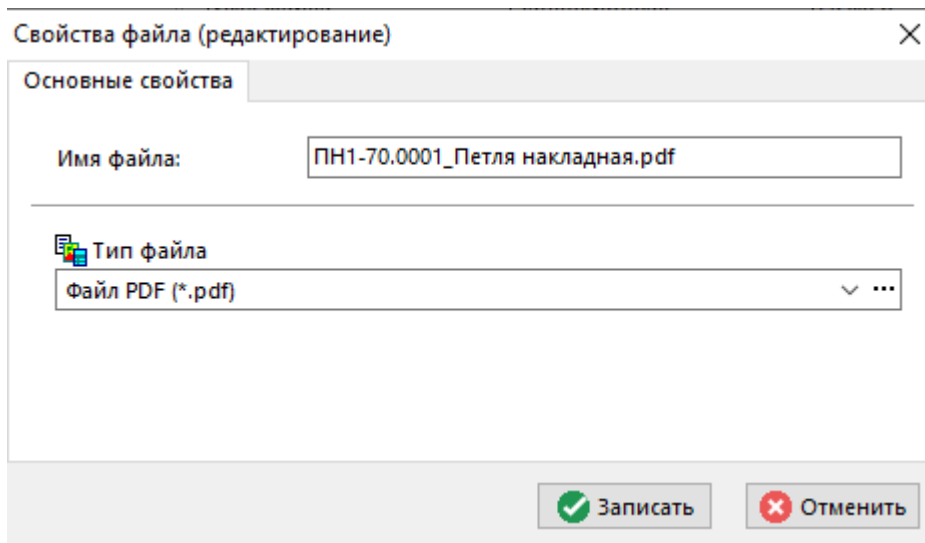 Свойства файла (редактирование)
Основные свойства
Имя файла: ПН1-70.0001_Петля накладная.pdf
Тип файла
Файл PDF (*.pdf)
Записать Отменить